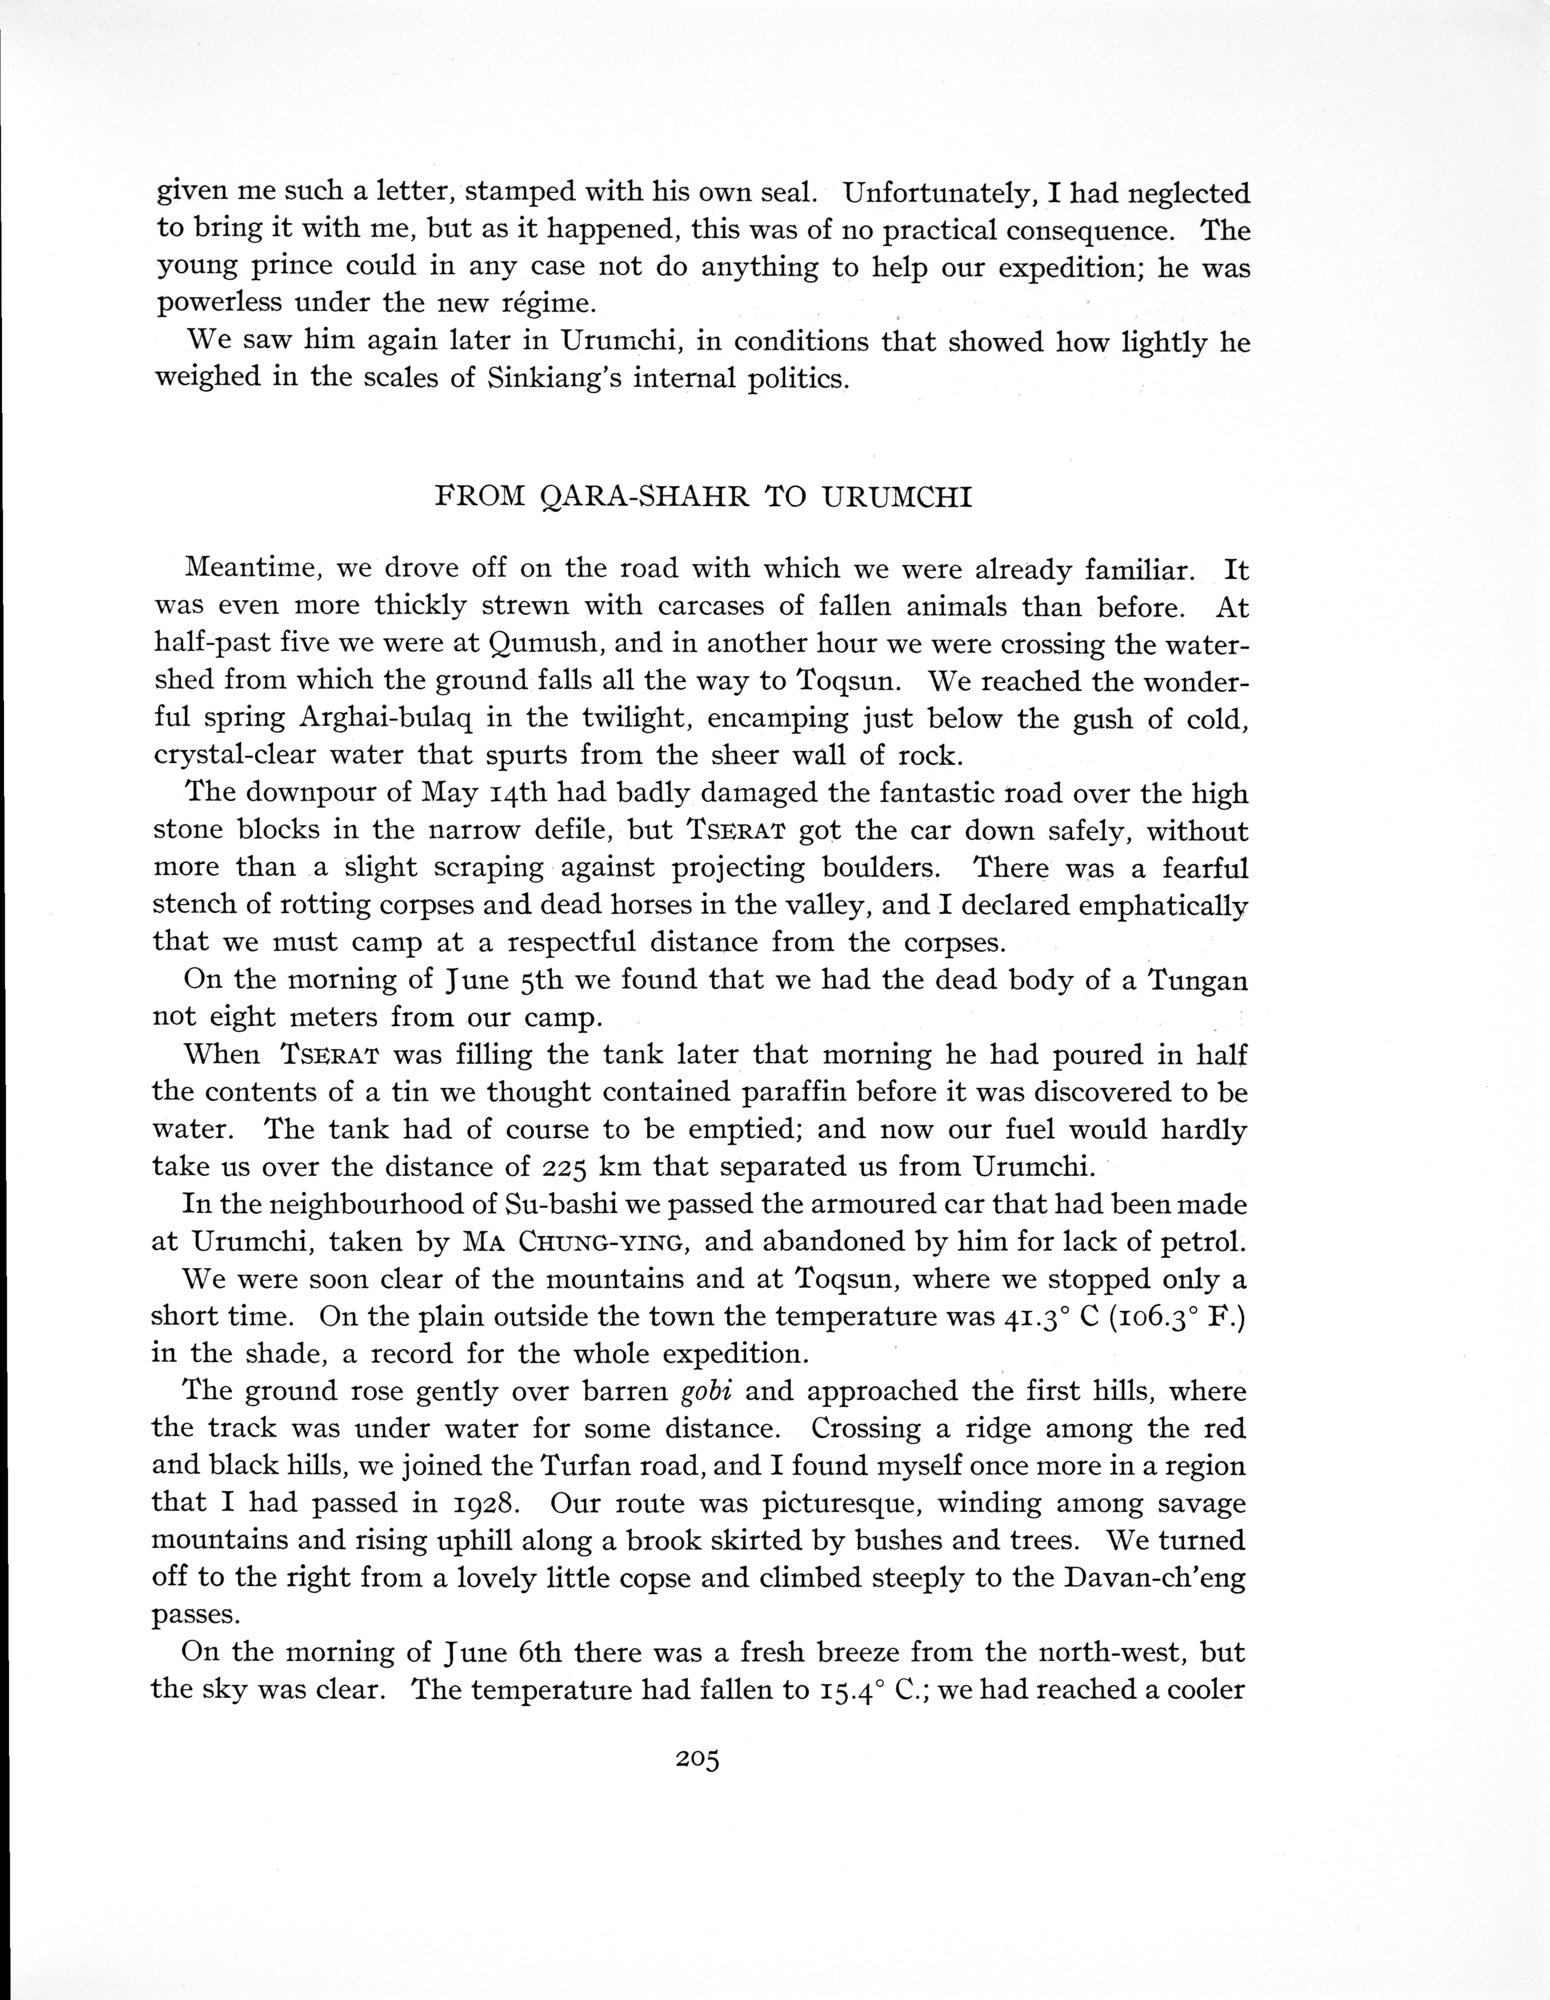 given me such a letter, stamped with his own seal. Unfortunately, I had neglected
to bring it with me, but as it happened, this was of no practical consequence. The
young prince could in any case not do anything to help our expedition; he was
powerless under the new régime.
We saw him again later in Urumchi, in conditions that showed how lightly he
weighed in the scales of Sinkiang's internal politics.
FROM QARA-SHAHR TO URUMCHI
Meantime, we drove off on the road with which we were already familiar. It
was even more thickly strewn with carcases of fallen animals than before. At
half-past five we were at Qumush, and in another hour we were crossing the water-
shed from which the ground falls all the way to Toqsun. We reached the wonder-
ful spring Arghai-bulaq in the twilight, encamping just below the gush of cold,
crystal-clear water that spurts from the sheer wall of rock.
The downpour of May 14th had badly damaged the fantastic road over the high
stone blocks in the narrow defile, but TSERAT got the car down safely, without
more than a slight scraping against projecting boulders. There was a fearful
stench of rotting corpses and dead horses in the valley, and I declared emphatically
that we must camp at a respectful distance from the corpses.
On the morning of June 5th we found that we had the dead body of a Tungan
not eight meters from our camp.
When TSERAT was filling the tank later that morning he had poured in half
the contents of a tin we thought contained paraffin before it was discovered to be
water. The tank had of course to be emptied; and now our fuel would hardly
take us over the distance of 225 km that separated us from Urumchi.
In the neighbourhood of Su-bashi we passed the armoured car that had been made
at Urumchi, taken by MA CHUNG-YING, and abandoned by him for lack of petrol.
We were soon clear of the mountains and at Toqsun, where we stopped only a
short time. On the plain outside the town the temperature was 41.3° C (106.3° F.)
in the shade, a record for the whole expedition.
The ground rose gently over barren gobi and approached the first hills, where
the track was under water for some distance. Crossing a ridge among the red
and black hills, we joined the Turfan road, and I found myself once more in a region
that I had passed in 1928. Our route was picturesque, winding among savage
mountains and rising uphill along a brook skirted by bushes and trees. We turned
off to the right from a lovely little copse and climbed steeply to the Davan-ch'eng
passes.
On the morning of June 6th there was a fresh breeze from the north-west, but
the sky was clear. The temperature had fallen to 15.4° C.; we had reached a cooler
205